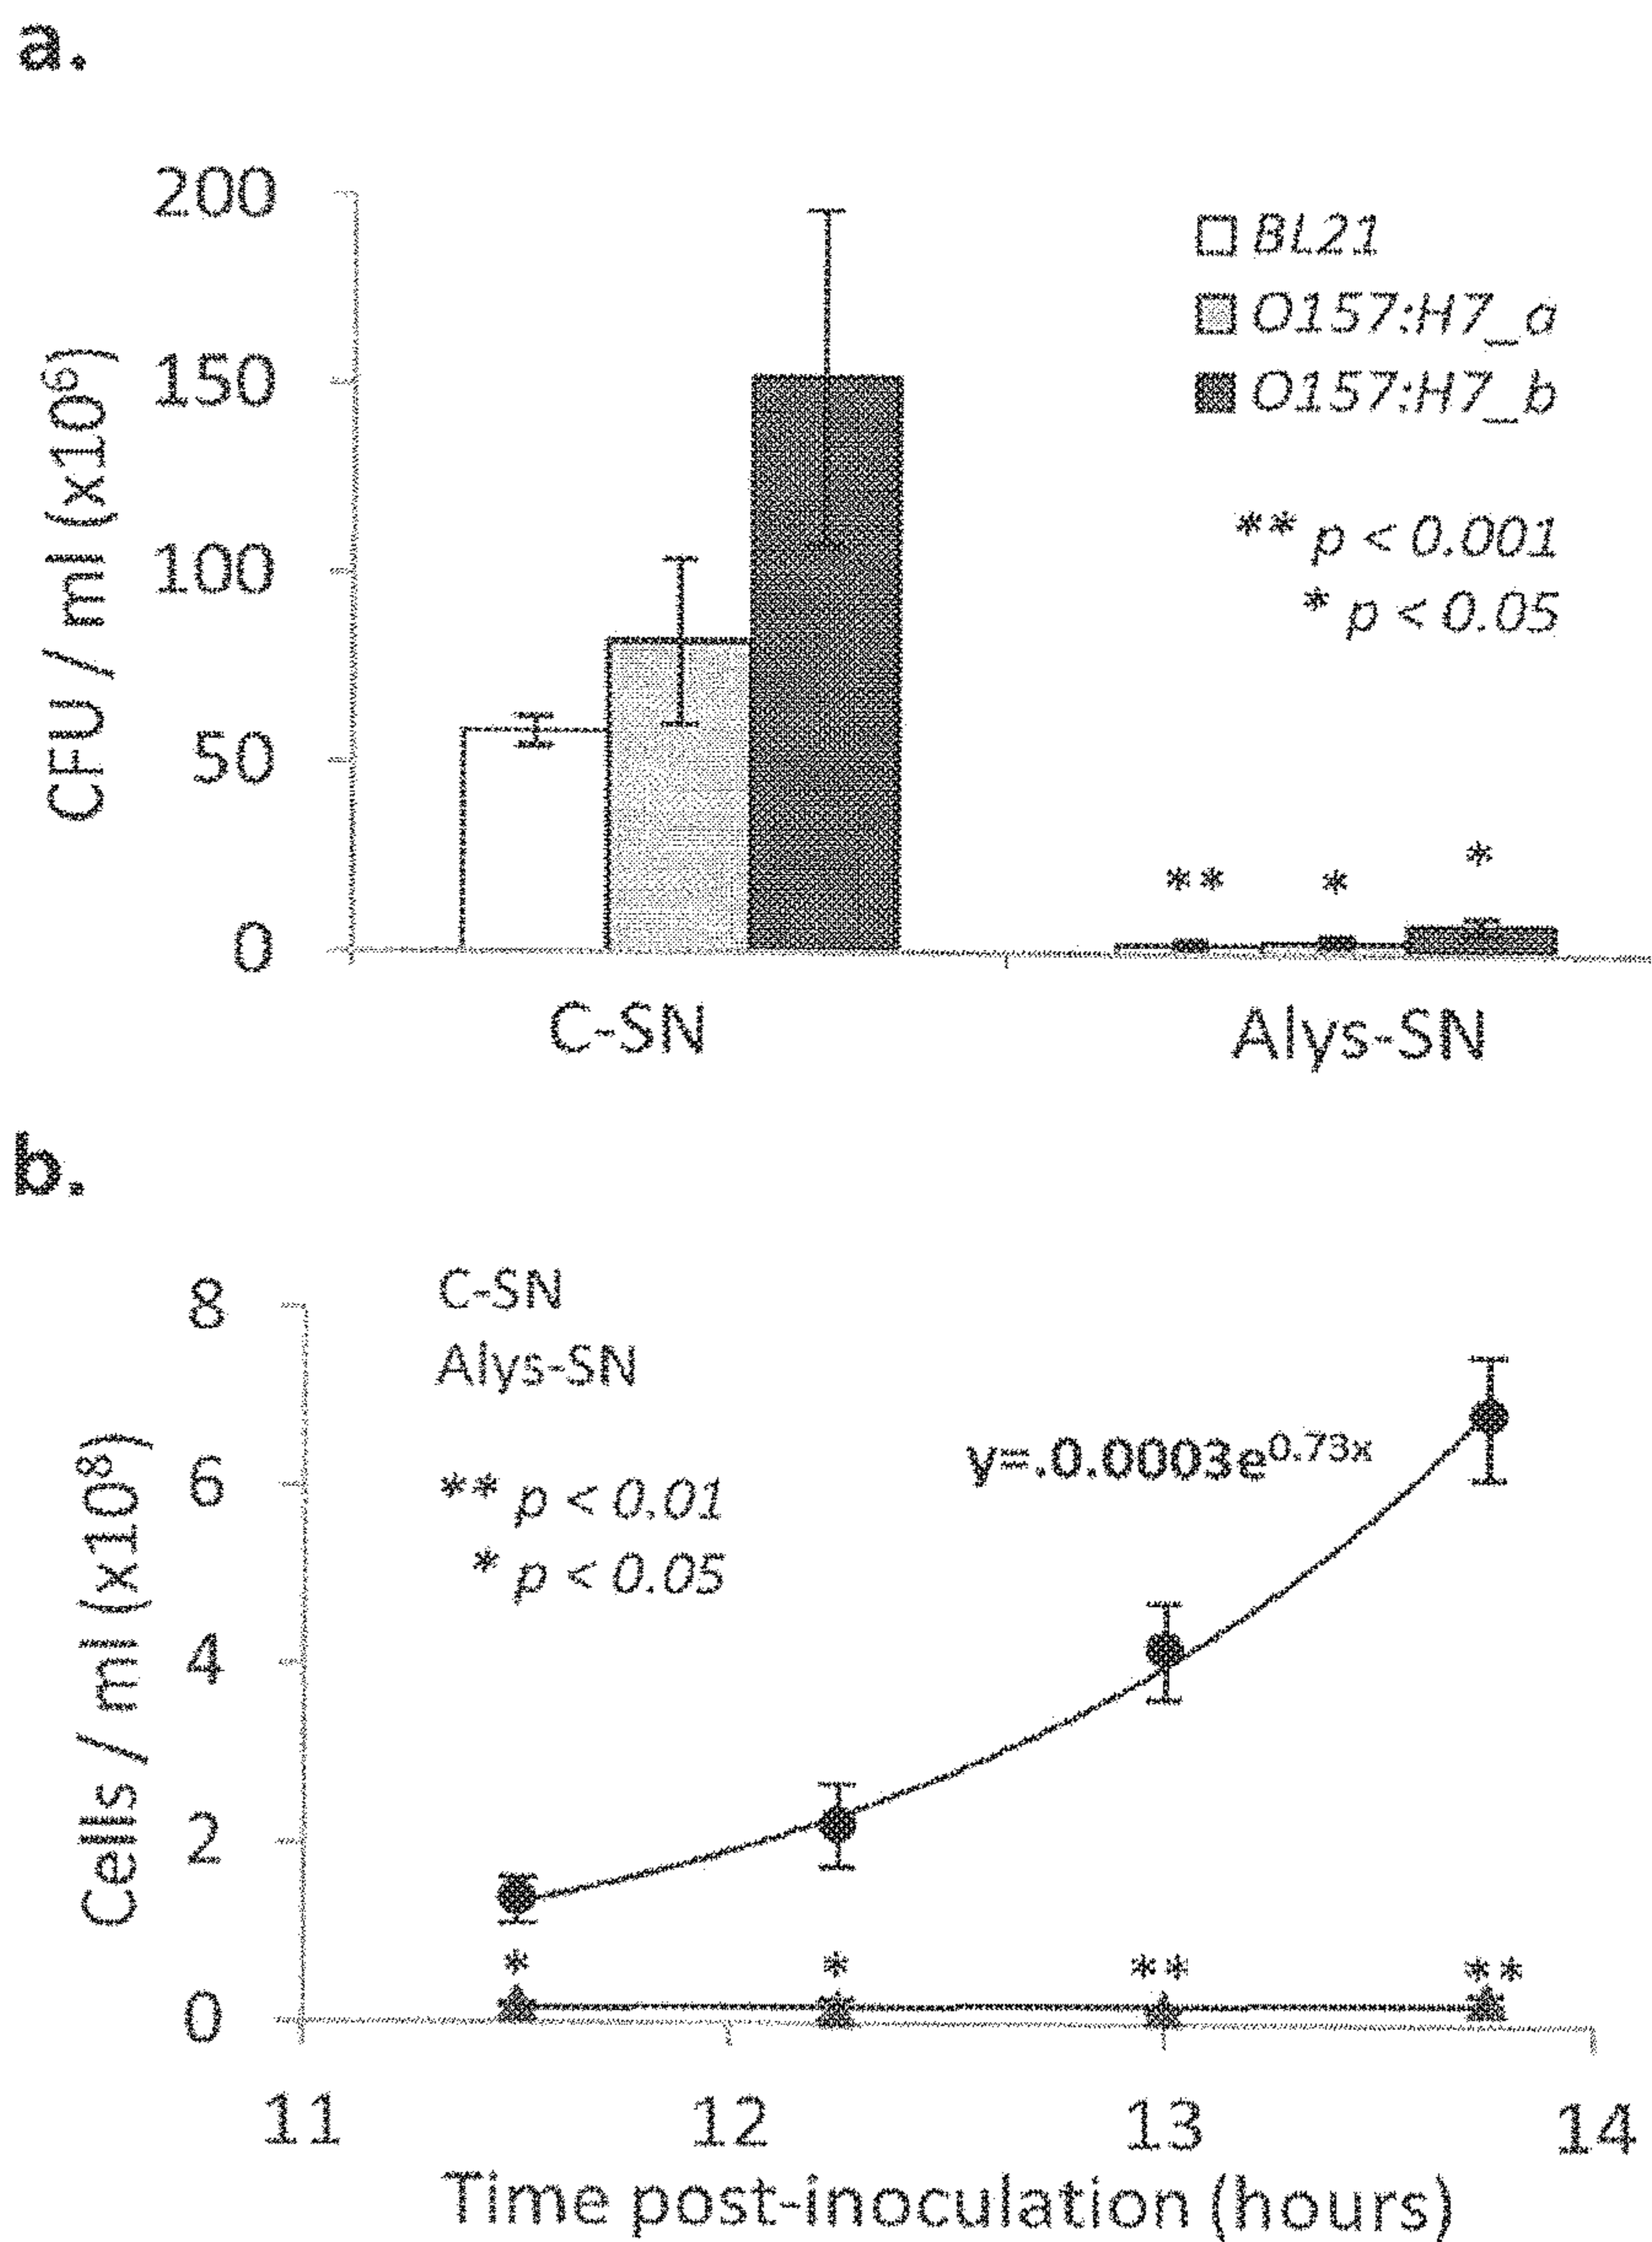 a.
200
150
100
50
0
CFU / ml (x10⁶)
BL21
O157:H7_a
O157:H7_b
** p < 0.001
* p < 0.05
** * *
C-SN Alys-SN
b.
8
6
4
2
0
Cells / ml (x10⁸)
C-SN
Alys-SN
** p < 0.01
* p < 0.05
y=.0.0003e^0.73x
* * ** **
11 12 13 14
Time post-inoculation (hours)